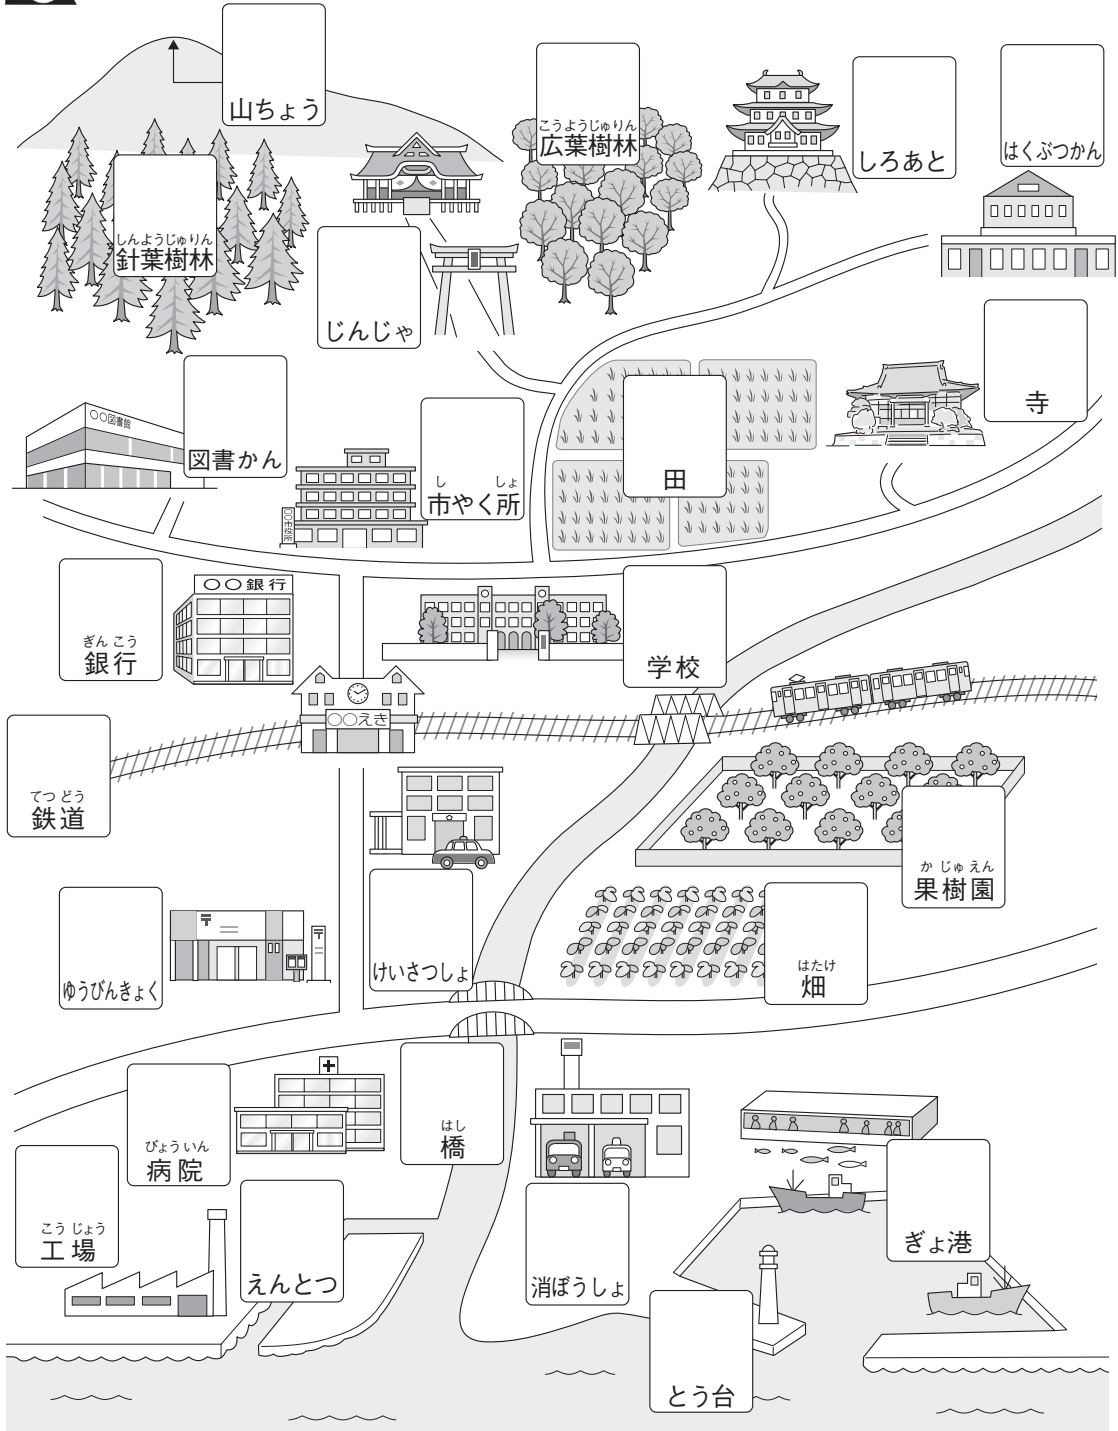 山ちょう
こうようじゅりん
広葉樹林
しろあと
はくぶつかん
しんようじゅりん
針葉樹林
じんじゃ
寺
〇〇図書館
図書かん
し しょ
市やく所
〇〇市役所
田
〇〇銀行
ぎんこう
銀行
学校
〇〇えき
てつどう
鉄道
かじゅえん
果樹園
ゆうびんきょく
〒
〒
けいさつしょ
はたけ
畑
びょういん
病院
はし
橋
こうじょう
工場
えんとつ
消ぼうしょ
ぎょ港
とう台